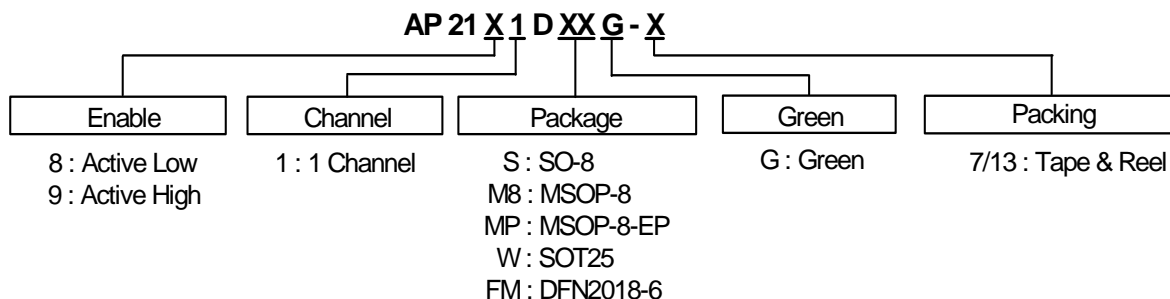 AP 21 X 1 D XX G - X
Enable
8 : Active Low
9 : Active High
Channel
1 : 1 Channel
Package
S : SO-8
M8 : MSOP-8
MP : MSOP-8-EP
W : SOT25
FM : DFN2018-6
Green
G : Green
Packing
7/13 : Tape & Reel